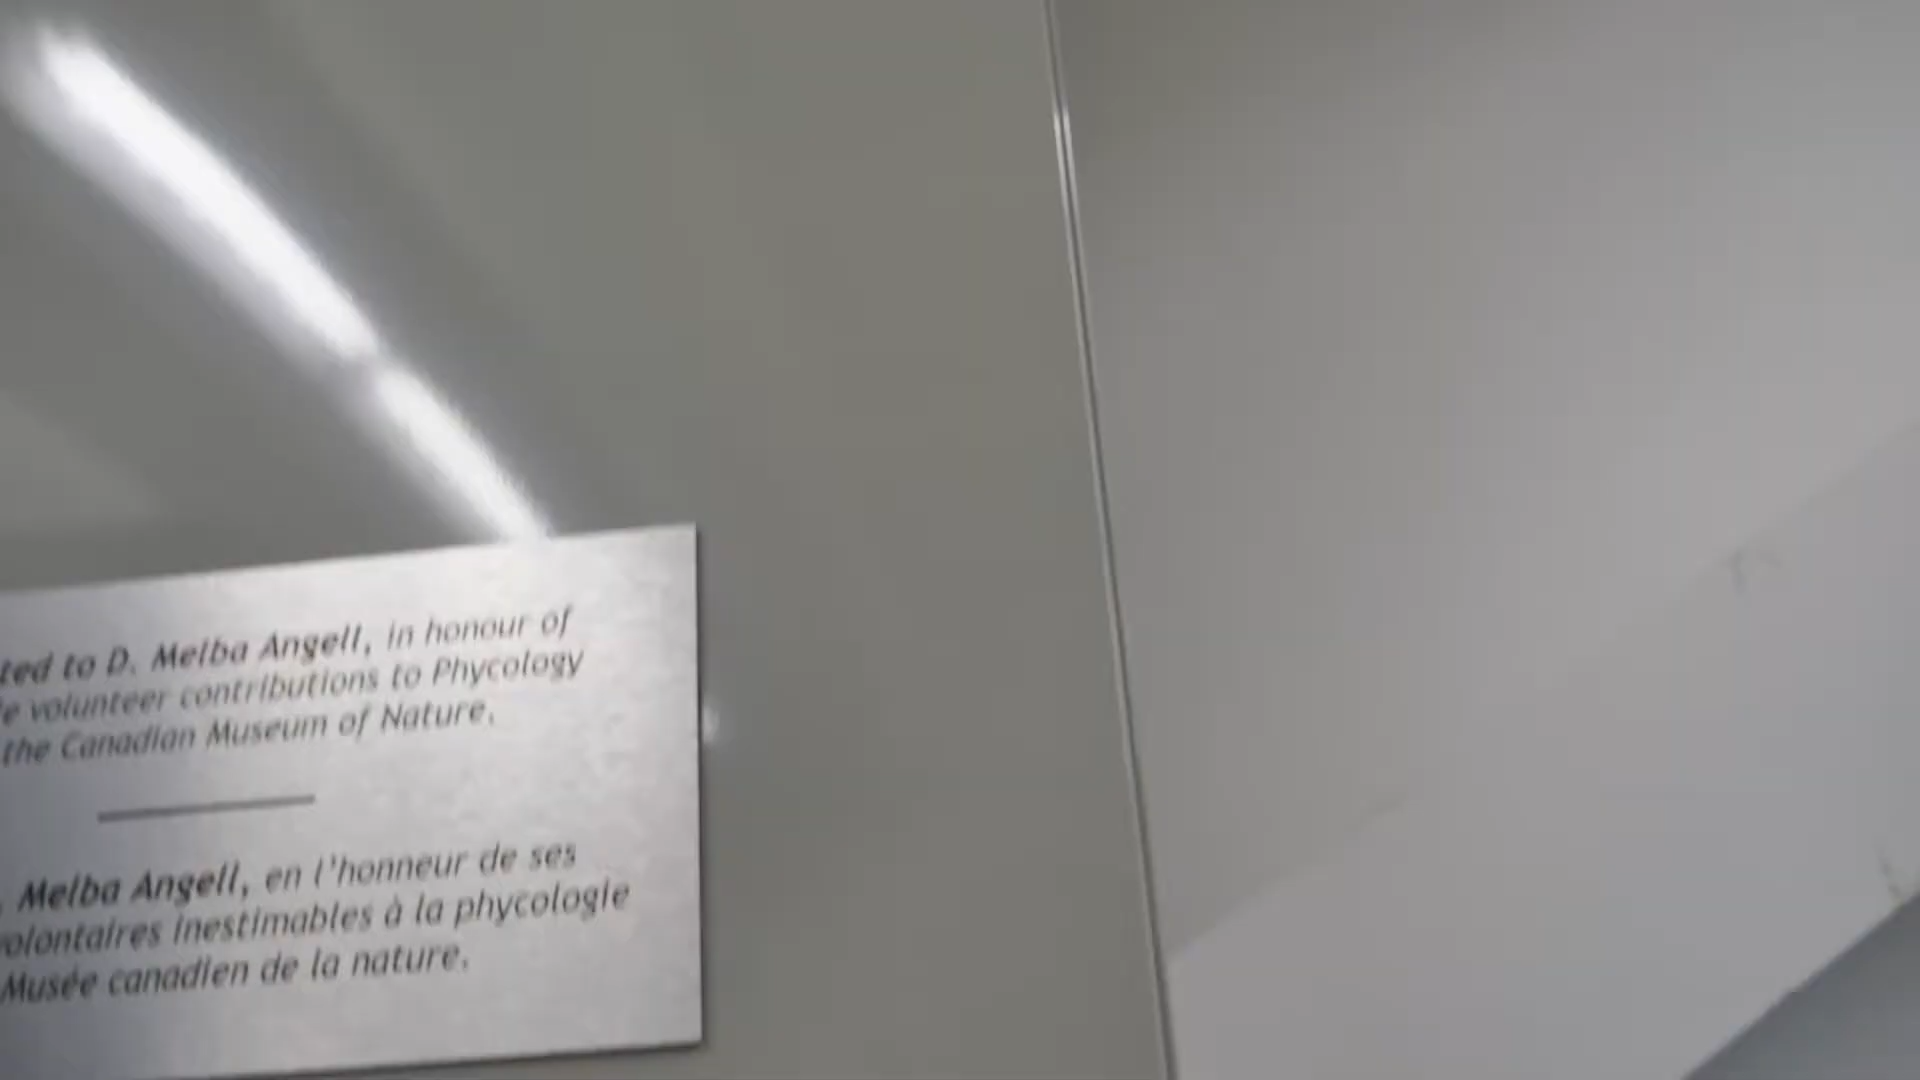 ted to D. Melba Angell, in honour of
le volunteer contributions to Phycology
the Canadian Museum of Nature.
. Melba Angell, en l'honneur de ses
volontaires inestimables à la phycologie
Musée canadien de la nature.